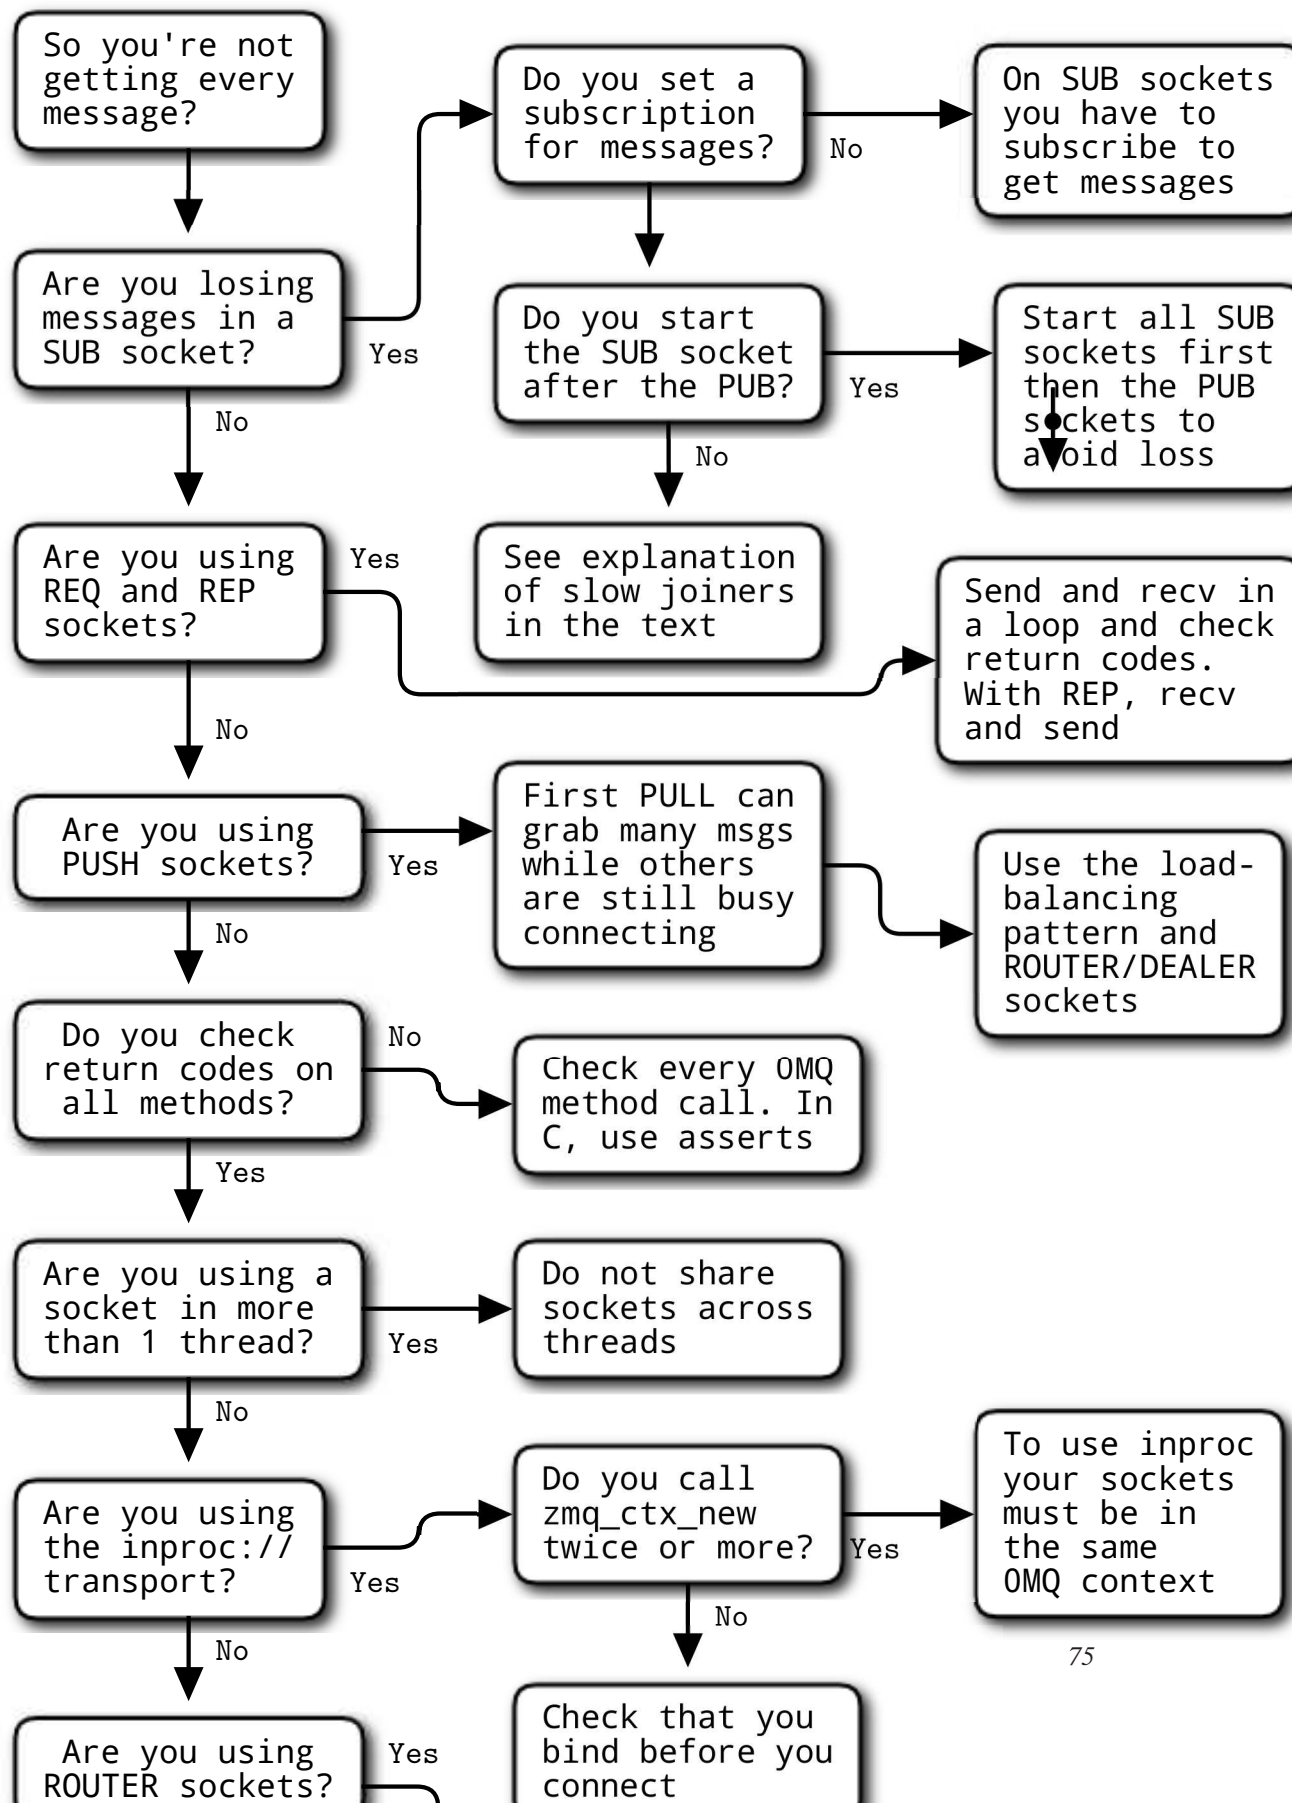 So you're not
getting every
message?
Do you set a
subscription
for messages?
No
On SUB sockets
you have to
subscribe to
get messages
Are you losing
messages in a
SUB socket?
Yes
No
Do you start
the SUB socket
after the PUB?
Yes
No
Start all SUB
sockets first
then the PUB
sockets to
avoid loss
See explanation
of slow joiners
in the text
Are you using
REQ and REP
sockets?
Yes
No
Send and recv in
a loop and check
return codes.
With REP, recv
and send
Are you using
PUSH sockets?
Yes
No
First PULL can
grab many msgs
while others
are still busy
connecting
Use the load-
balancing
pattern and
ROUTER/DEALER
sockets
Do you check
return codes on
all methods?
No
Yes
Check every 0MQ
method call. In
C, use asserts
Are you using a
socket in more
than 1 thread?
Yes
No
Do not share
sockets across
threads
Are you using
the inproc://
transport?
Yes
No
Do you call
zmq_ctx_new
twice or more?
Yes
No
To use inproc
your sockets
must be in
the same
0MQ context
75
Are you using
ROUTER sockets?
Yes
Check that you
bind before you
connect